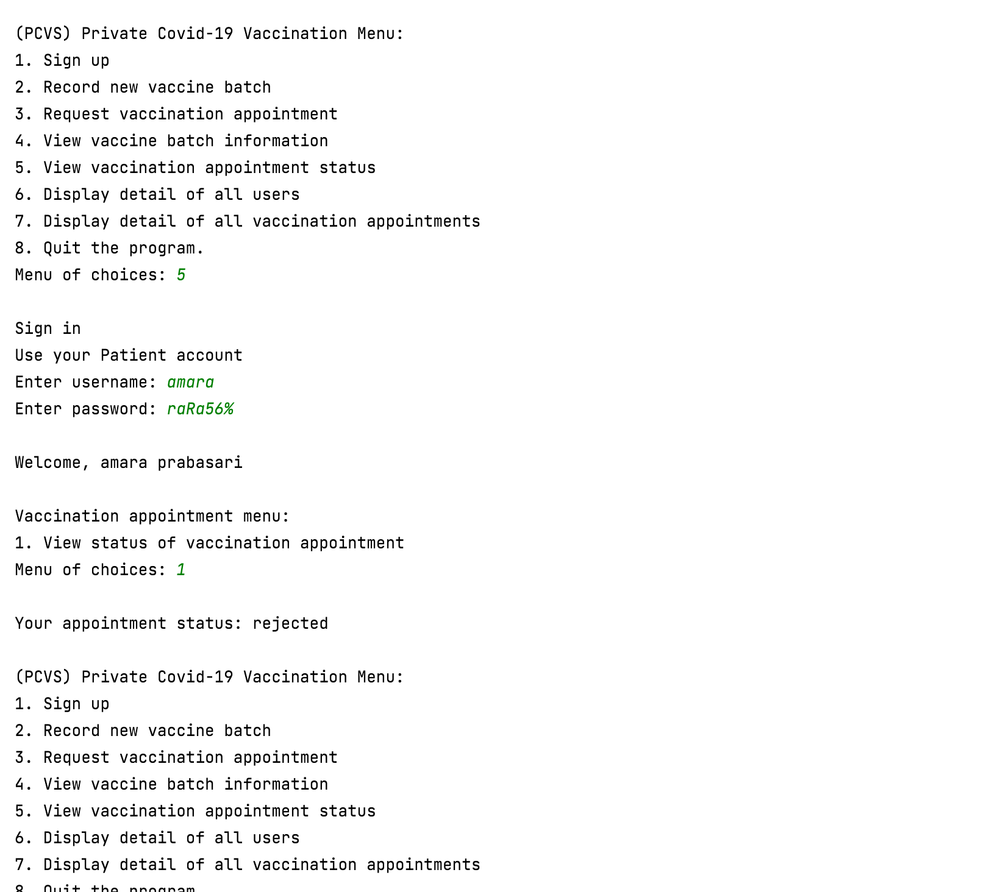 (PCVS) Private Covid-19 Vaccination Menu:
1. Sign up
2. Record new vaccine batch
3. Request vaccination appointment
4. View vaccine batch information
5. View vaccination appointment status
6. Display detail of all users
7. Display detail of all vaccination appointments
8. Quit the program.
Menu of choices: 5
Sign in
Use your Patient account
Enter username: amara
Enter password: raRa56%
Welcome, amara prabasari
Vaccination appointment menu:
1. View status of vaccination appointment
Menu of choices: 1
Your appointment status: rejected
(PCVS) Private Covid-19 Vaccination Menu:
1. Sign up
2. Record new vaccine batch
3. Request vaccination appointment
4. View vaccine batch information
5. View vaccination appointment status
6. Display detail of all users
7. Display detail of all vaccination appointments
8. Quit the program.